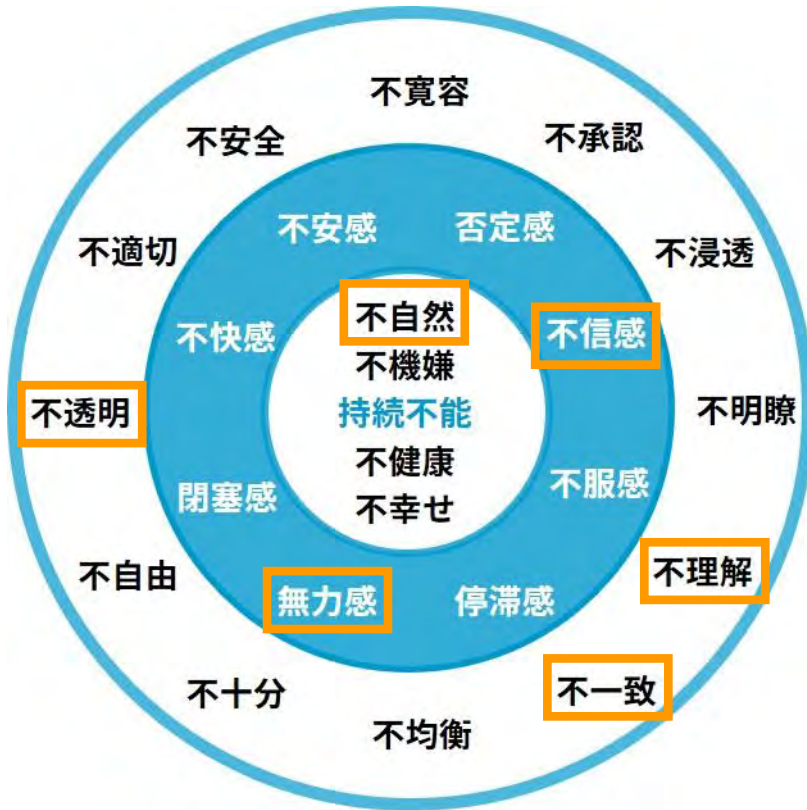 不寛容
不承認
不浸透
不明瞭
不理解
不一致
不均衡
不十分
不自由
不透明
不適切
不安全
不安感
否定感
不信感
不服感
停滞感
無力感
閉塞感
不快感
不自然
不機嫌
持続不能
不健康
不幸せ